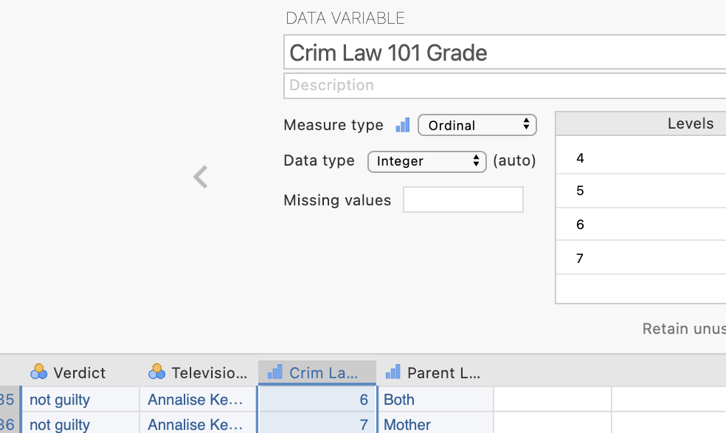 DATA VARIABLE
Crim Law 101 Grade
Description
Measure type Ordinal
Levels
Data type Integer (auto)
4
5
Missing values
6
7
Retain unus
Verdict Televisio... Crim La... Parent L...
35 not guilty Annalise Ke... 6 Both
36 not guilty Annalise Ke... 7 Mother